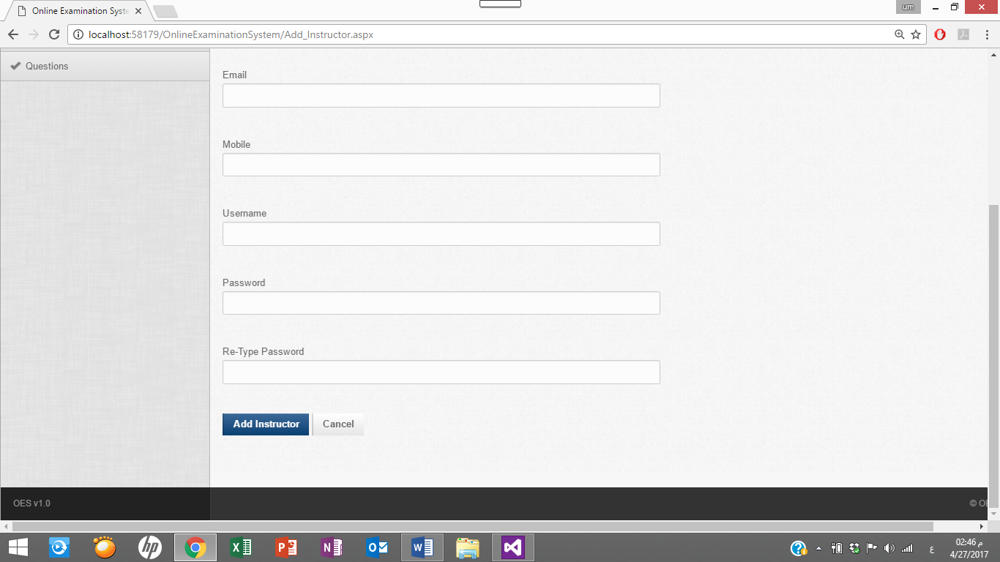 Online Examination Syste
um
localhost:58179/OnlineExaminationSystem/Add_Instructor.aspx
Questions
Email
Mobile
Username
Password
Re-Type Password
Add Instructor
Cancel
OES v1.0
© OE
02:46 م
4/27/2017
ع